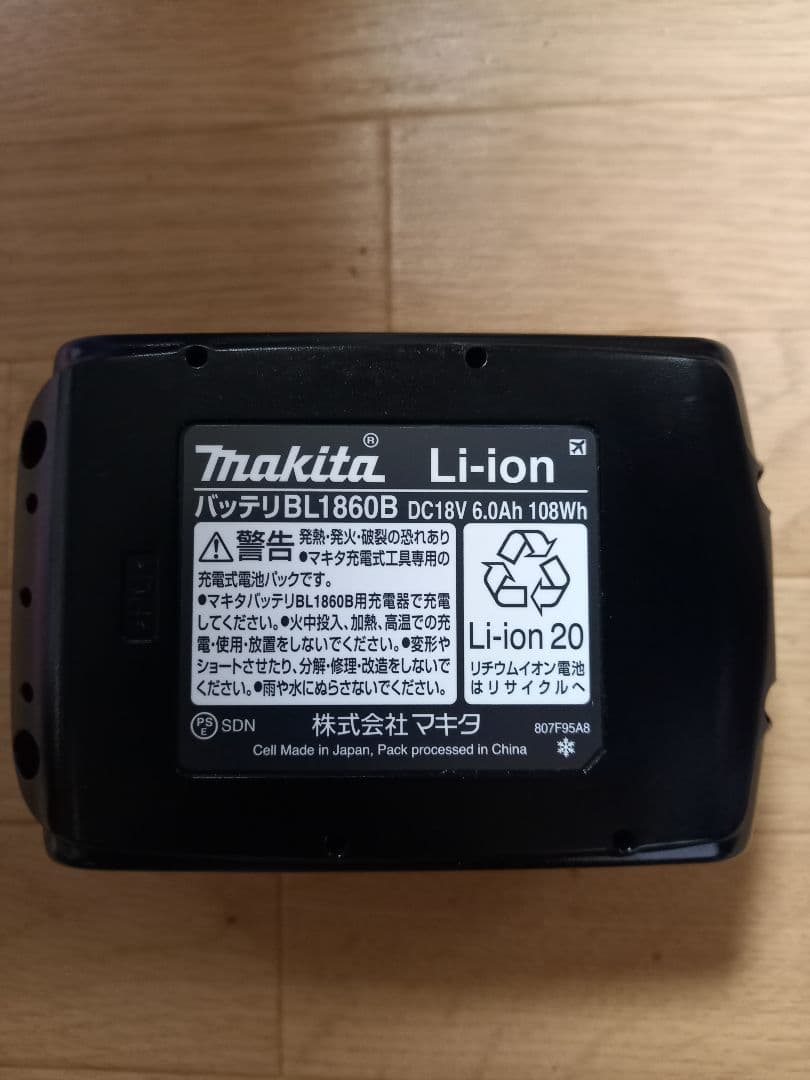 makita® Li-ion
バッテリBL1860B DC18V 6.0Ah 108Wh
警告 発熱・発火・破裂の恐れあり
●マキタ充電式工具専用の
充電式電池パックです。
●マキタバッテリBL1860B用充電器で充電
してください。●火中投入、加熱、高温での充
電・使用・放置をしないでください。●変形や
ショートさせたり、分解・修理・改造をしないで
ください。●雨や水にぬらさないでください。
Li-ion 20
リチウムイオン電池
はリサイクルへ
PSE SDN 株式会社マキタ 807F95A8
Cell Made in Japan, Pack processed in China